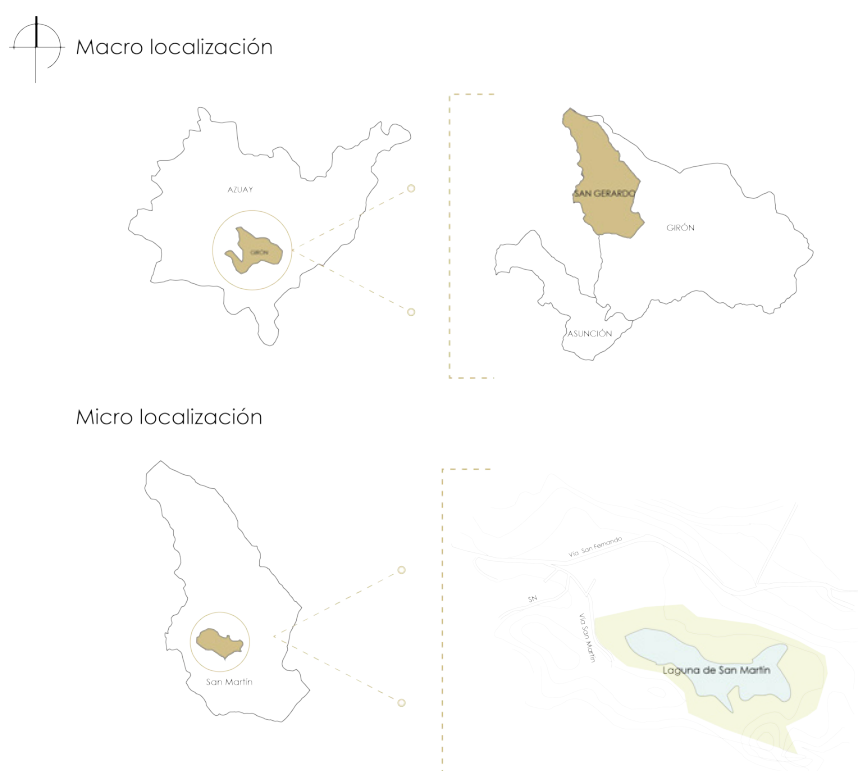 Macro localización
AZUAY
GIRÓN
SAN GERARDO
GIRÓN
ASUNCIÓN
Micro localización
San Martín
Vía San Fernando
SN
Vía San Martín
Laguna de San Martín